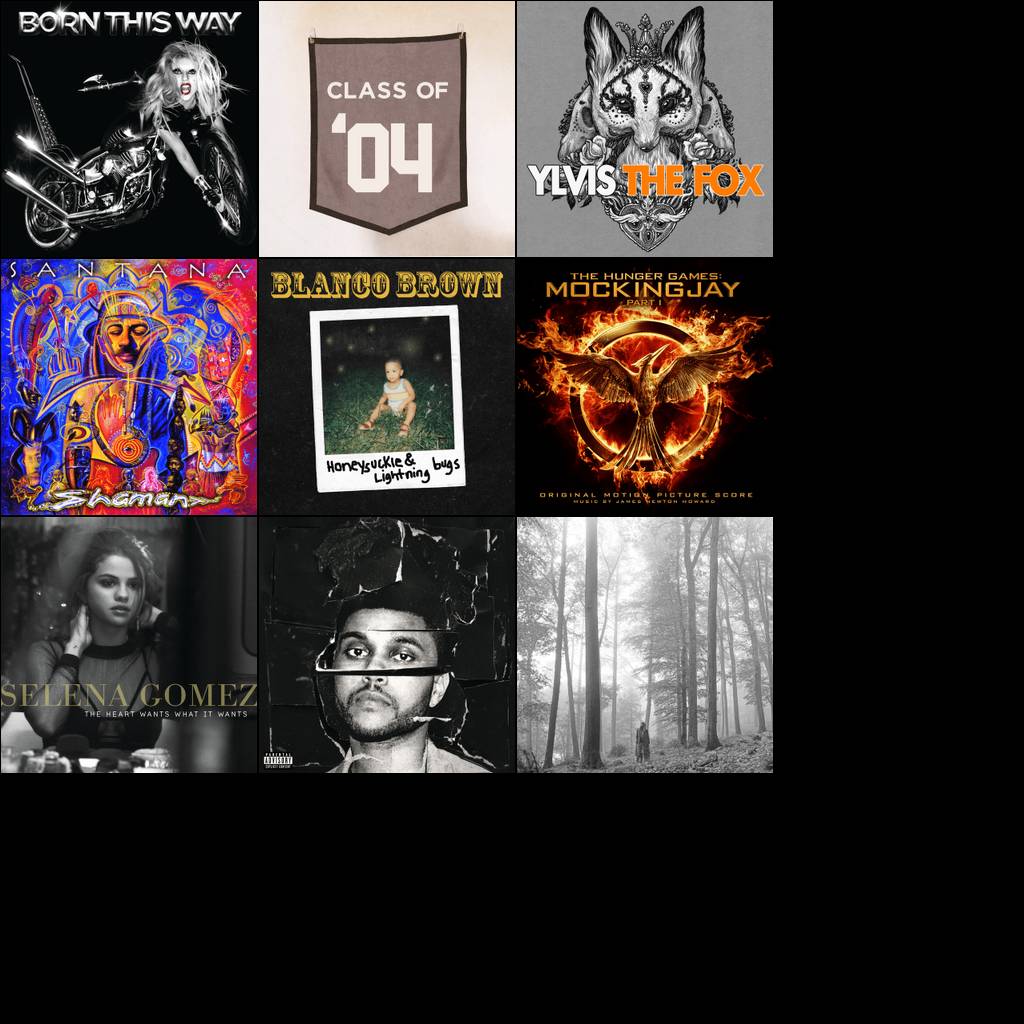 BORN THIS WAY
CLASS OF
'04
YLVIS THE FOX
SANTANA
Shaman
BLANCO BROWN
Honeysuckle &
Lightning bugs
THE HUNGER GAMES:
MOCKINGJAY
PART 1
ORIGINAL MOTION PICTURE SCORE
MUSIC BY JAMES NEWTON HOWARD
SELENA GOMEZ
THE HEART WANTS WHAT IT WANTS
PARENTAL
ADVISORY
EXPLICIT CONTENT